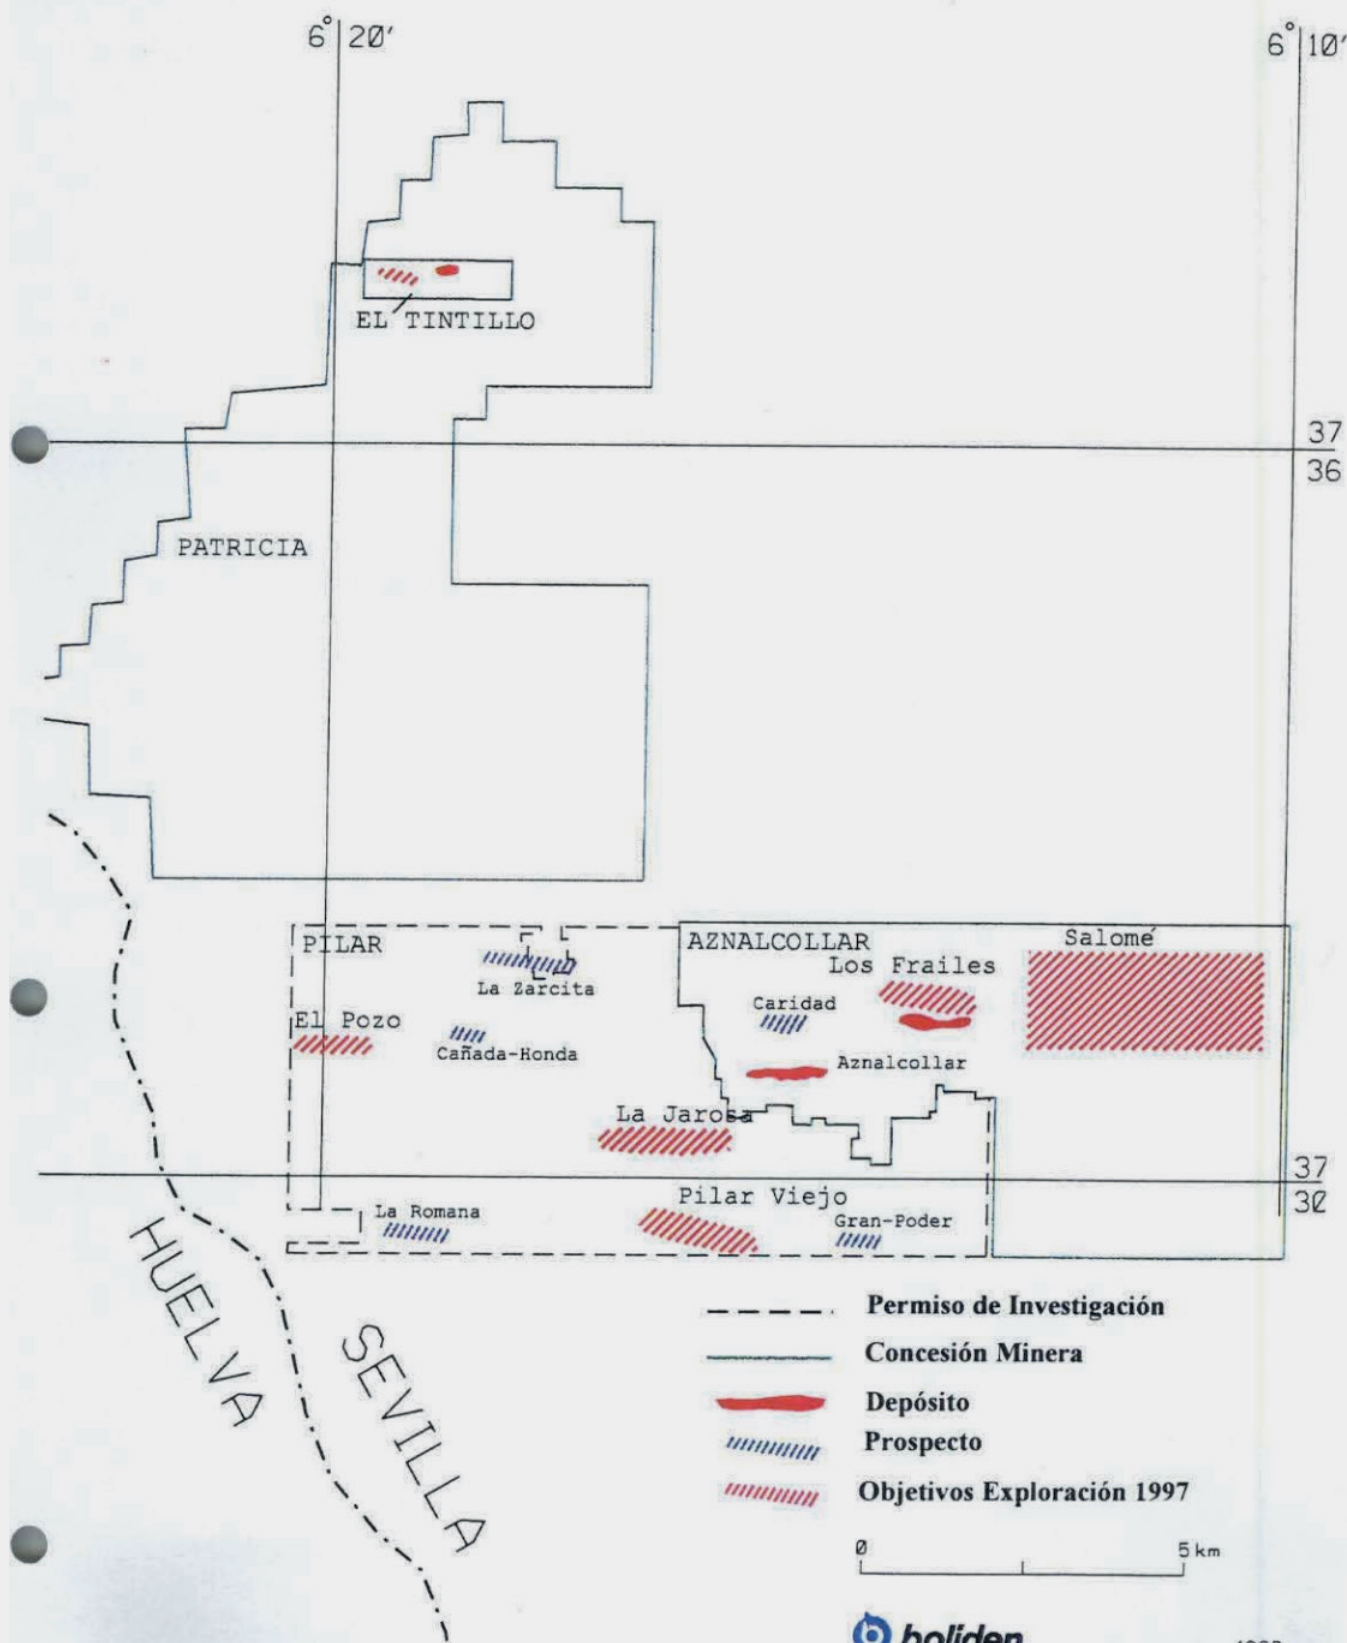 6° 20'
6° 10'
EL TINTILLO
37
36
PATRICIA
PILAR
AZNALCOLLAR
Salomé
Los Frailes
La Zarcita
Caridad
El Pozo
Cañada-Honda
Aznalcollar
La Jarosa
37
30
Pilar Viejo
La Romana
Gran-Poder
HUELVA
SEVILLA
Permiso de Investigación
Concesión Minera
Depósito
Prospecto
Objetivos Exploración 1997
0 5 km
boliden